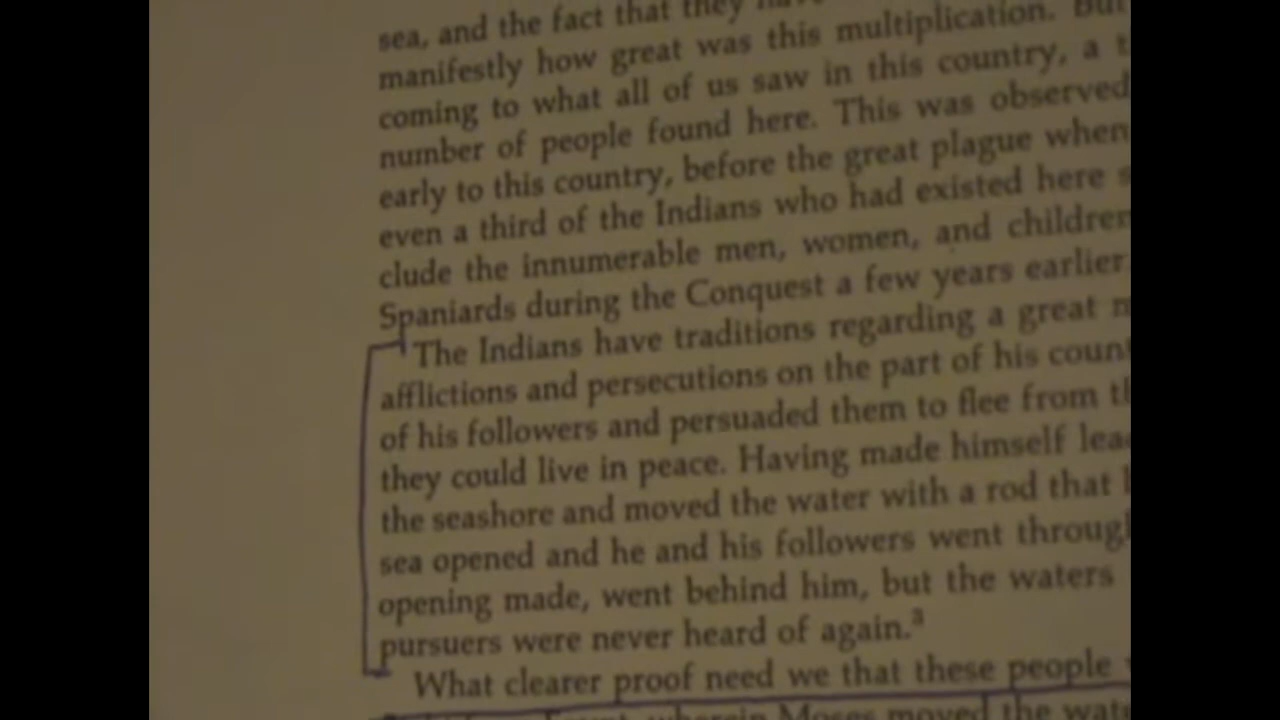 sea, and the fact that they have
manifestly how great was this multiplication. But
coming to what all of us saw in this country, a
number of people found here. This was observed
early to this country, before the great plague when
even a third of the Indians who had existed here
clude the innumerable men, women, and children
Spaniards during the Conquest a few years earlier
The Indians have traditions regarding a great
afflictions and persecutions on the part of his coun
of his followers and persuaded them to flee from
they could live in peace. Having made himself lea
the seashore and moved the water with a rod that
sea opened and he and his followers went through
opening made, went behind him, but the waters
pursuers were never heard of again.³
What clearer proof need we that these people
wherein Moses moved the